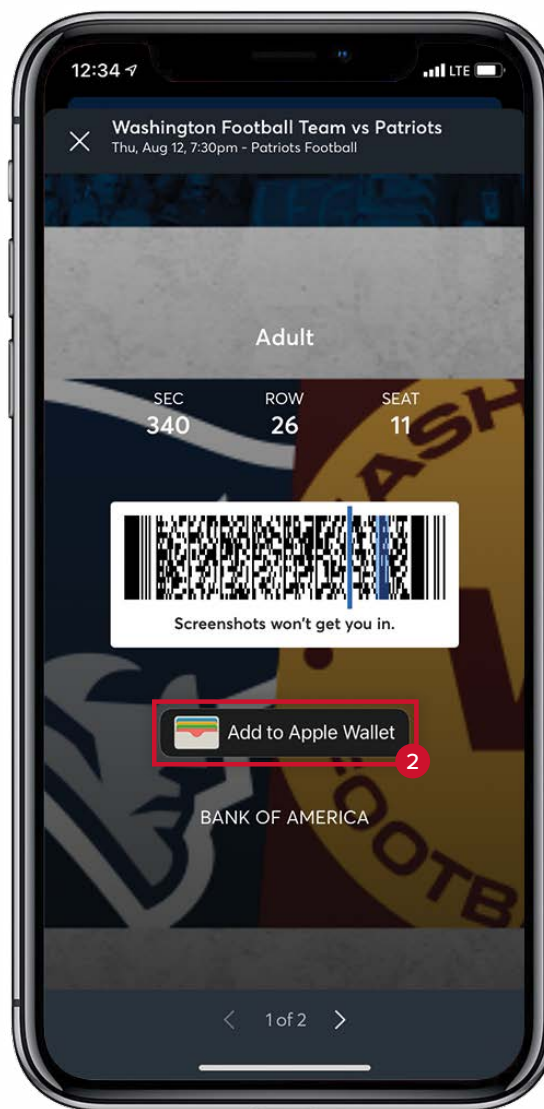 12:34
LTE
Washington Football Team vs Patriots
Thu, Aug 12, 7:30pm - Patriots Football
Adult
SEC ROW SEAT
340 26 11
WASH
W
Screenshots won't get you in.
Add to Apple Wallet
2
BANK OF AMERICA
FOOTB
1 of 2